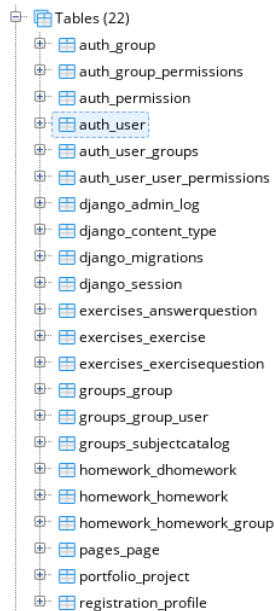 Tables (22)
auth_group
auth_group_permissions
auth_permission
auth_user
auth_user_groups
auth_user_user_permissions
django_admin_log
django_content_type
django_migrations
django_session
exercises_answerquestion
exercises_exercise
exercises_exercisequestion
groups_group
groups_group_user
groups_subjectcatalog
homework_dhomework
homework_homework
homework_homework_group
pages_page
portfolio_project
registration_profile